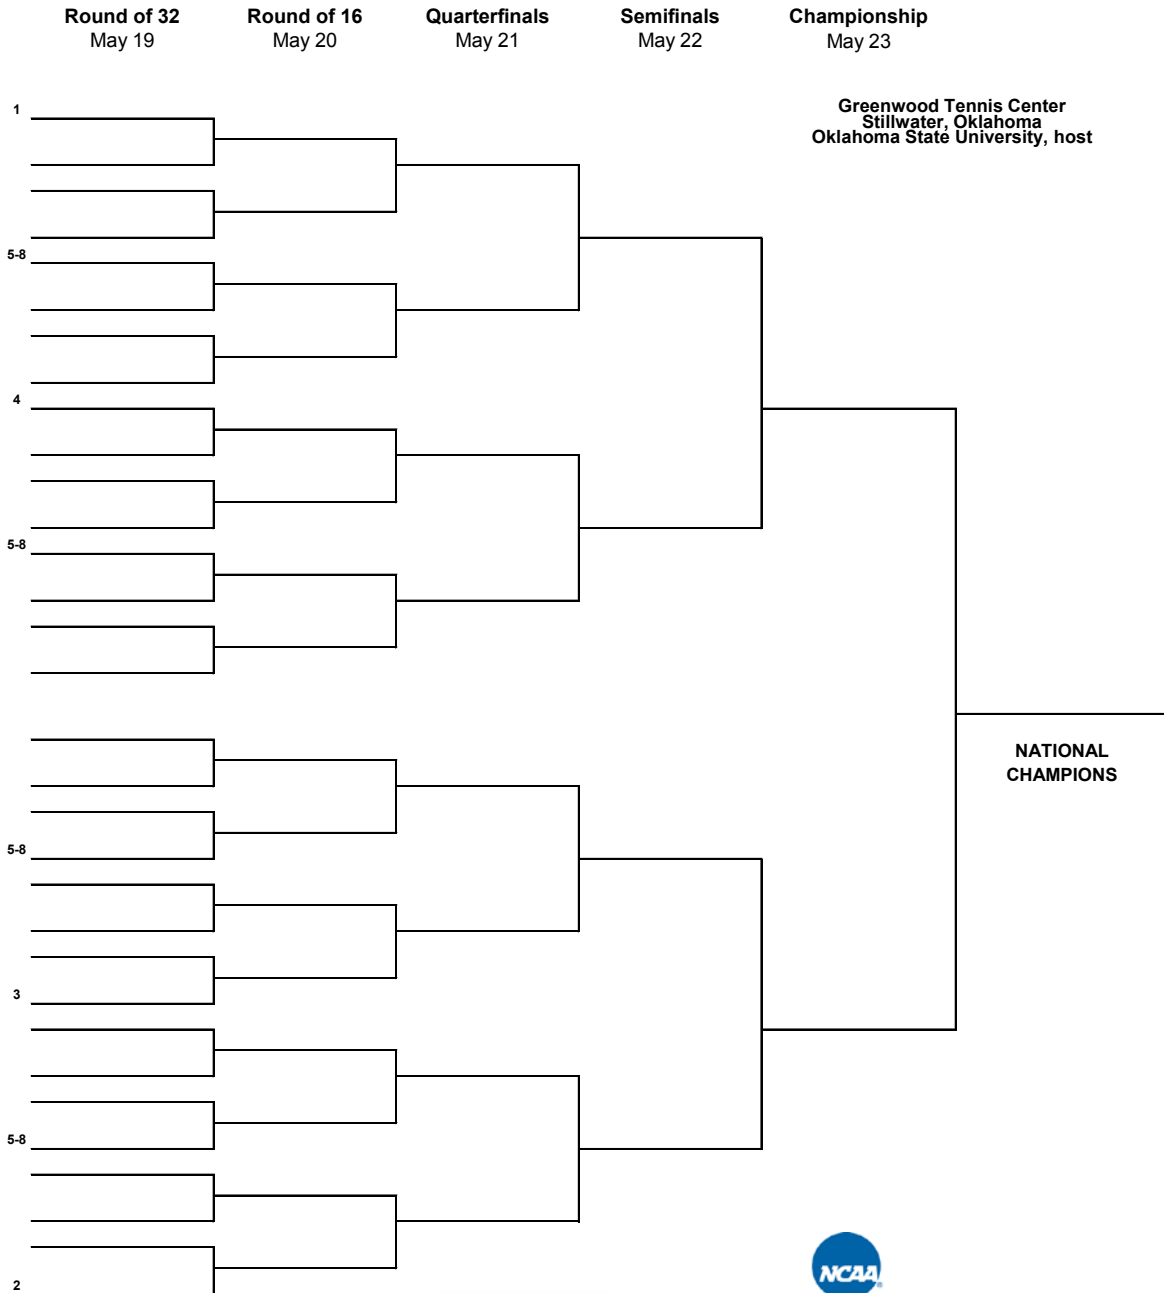 Round of 32 Round of 16 Quarterfinals Semifinals Championship
May 19 May 20 May 21 May 22 May 23
Greenwood Tennis Center
Stillwater, Oklahoma
Oklahoma State University, host
1
5-8
4
5-8
NATIONAL
CHAMPIONS
5-8
3
5-8
2
NCAA